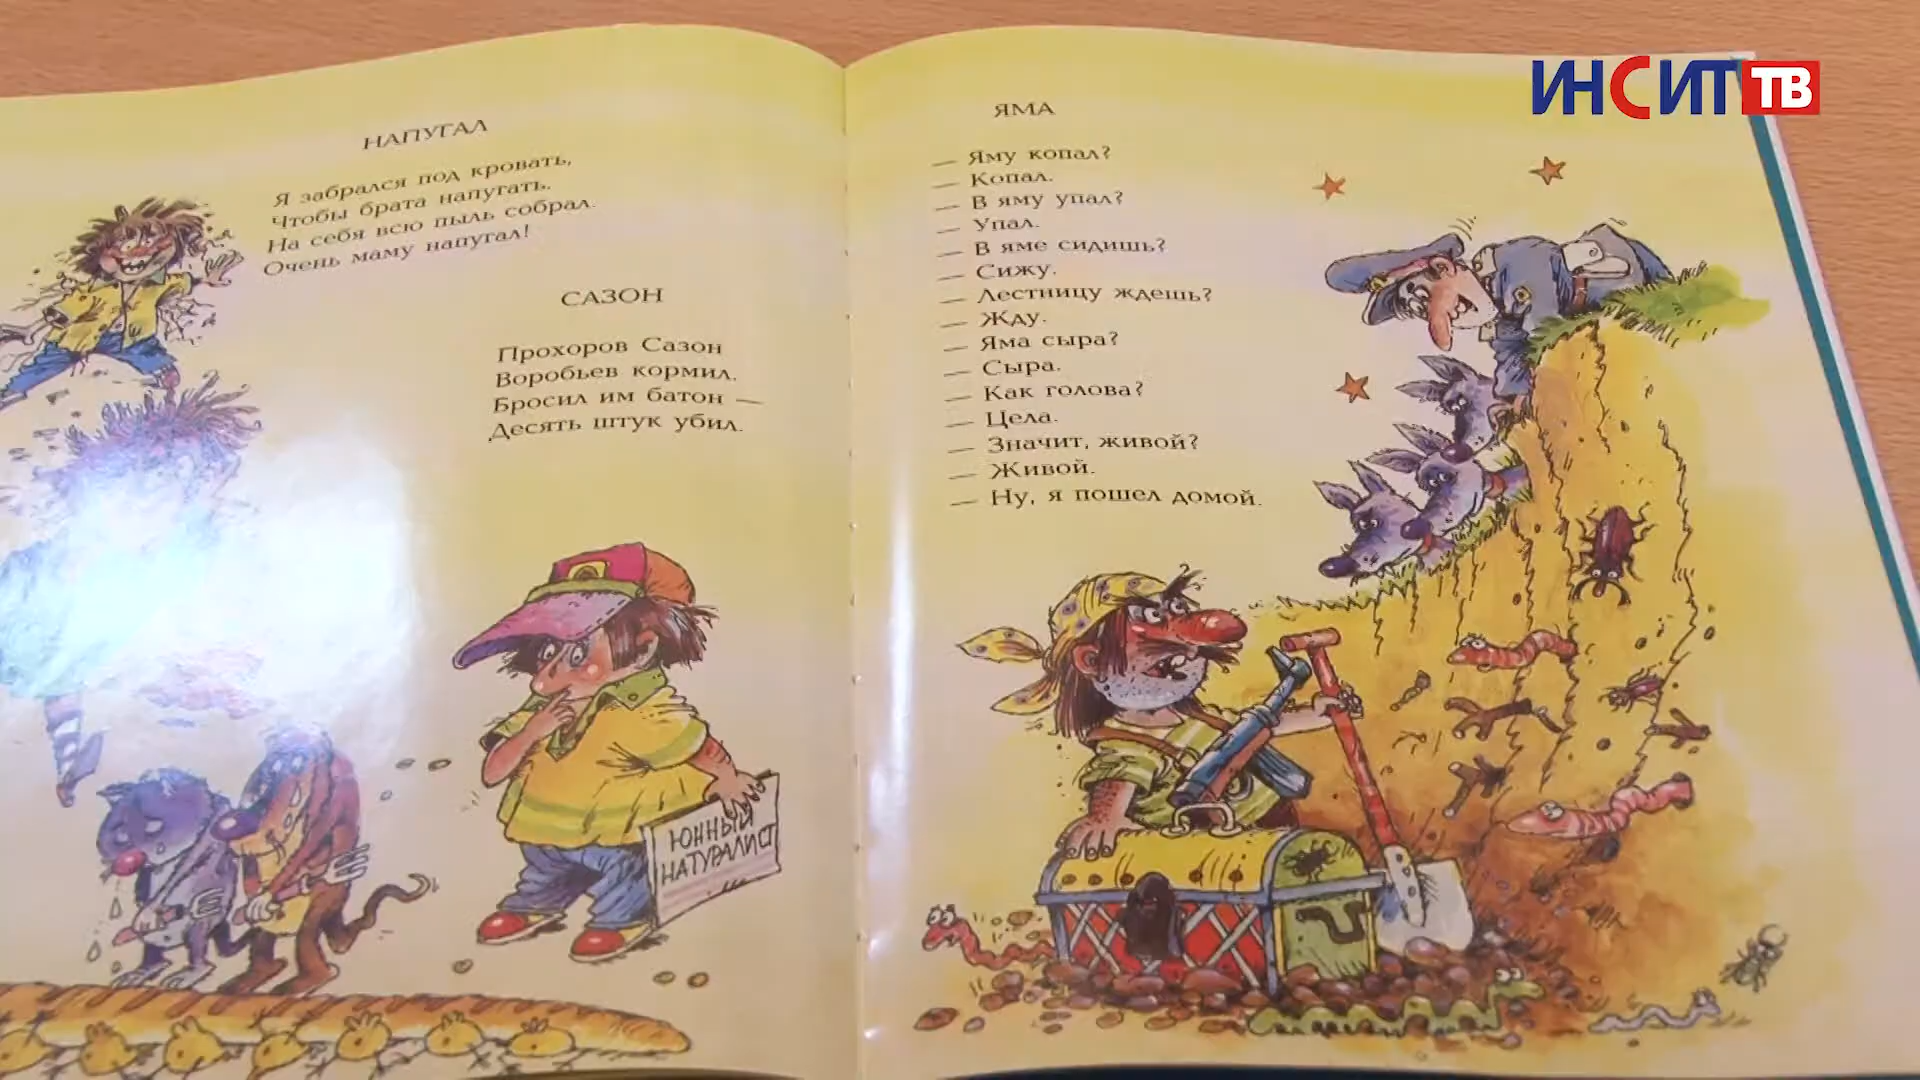 ИНСИТ ТВ
НАПУГАЛ
Я забрался под кровать,
Чтобы брата напугать.
На себя всю пыль собрал.
Очень маму напугал!
САЗОН
Прохоров Сазон
Воробьев кормил.
Бросил им батон —
Десять штук убил.
ЮННЫЙ
НАТУРАЛИСТ
ЯМА
— Яму копал?
— Копал.
— В яму упал?
— Упал.
— В яме сидишь?
— Сижу.
— Лестницу ждешь?
— Жду.
— Яма сыра?
— Сыра.
— Как голова?
— Цела.
— Значит, живой?
— Живой.
— Ну, я пошел домой.